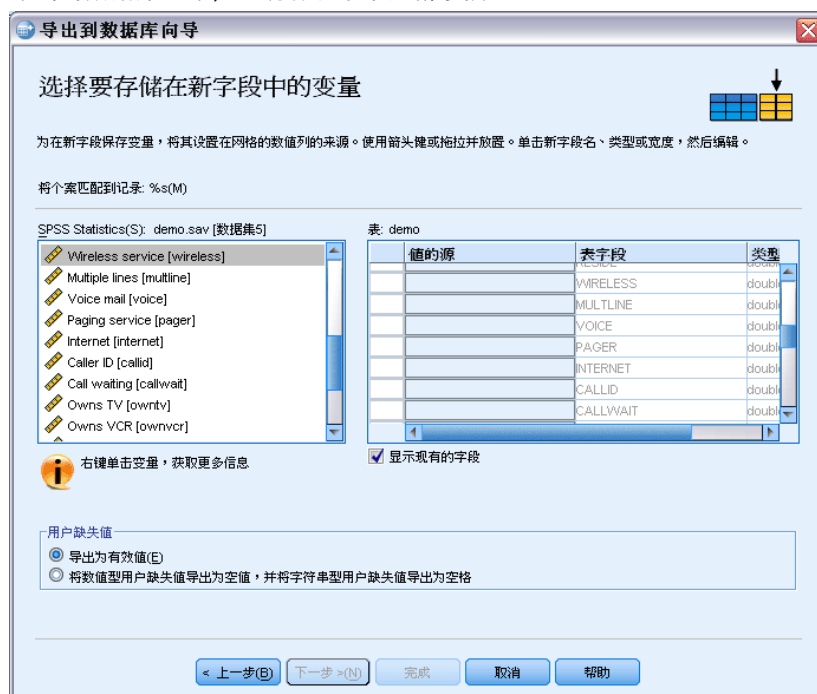 导出到数据库向导
选择要存储在新字段中的变量
为在新字段保存变量，将其设置在网格的数值列的来源。使用箭头键或拖拉并放置。单击新字段名、类型或宽度，然后编辑。
将个案匹配到记录: %s(M)
SPSS Statistics(S): demo.sav [数据集5]
表: demo
Wireless service [wireless]
Multiple lines [multline]
Voice mail [voice]
Paging service [pager]
Internet [internet]
Caller ID [callid]
Call waiting [callwait]
Owns TV [owntv]
Owns VCR [ownvcr]
值的源 表字段 类型
WIRELESS double
MULTLINE double
VOICE double
PAGER double
INTERNET double
CALLID double
CALLWAIT double
右键单击变量，获取更多信息
显示现有的字段
用户缺失值
导出为有效值(E)
将数值型用户缺失值导出为空值，并将字符串型用户缺失值导出为空格
< 上一步(B) 下一步 >(N) 完成 取消 帮助